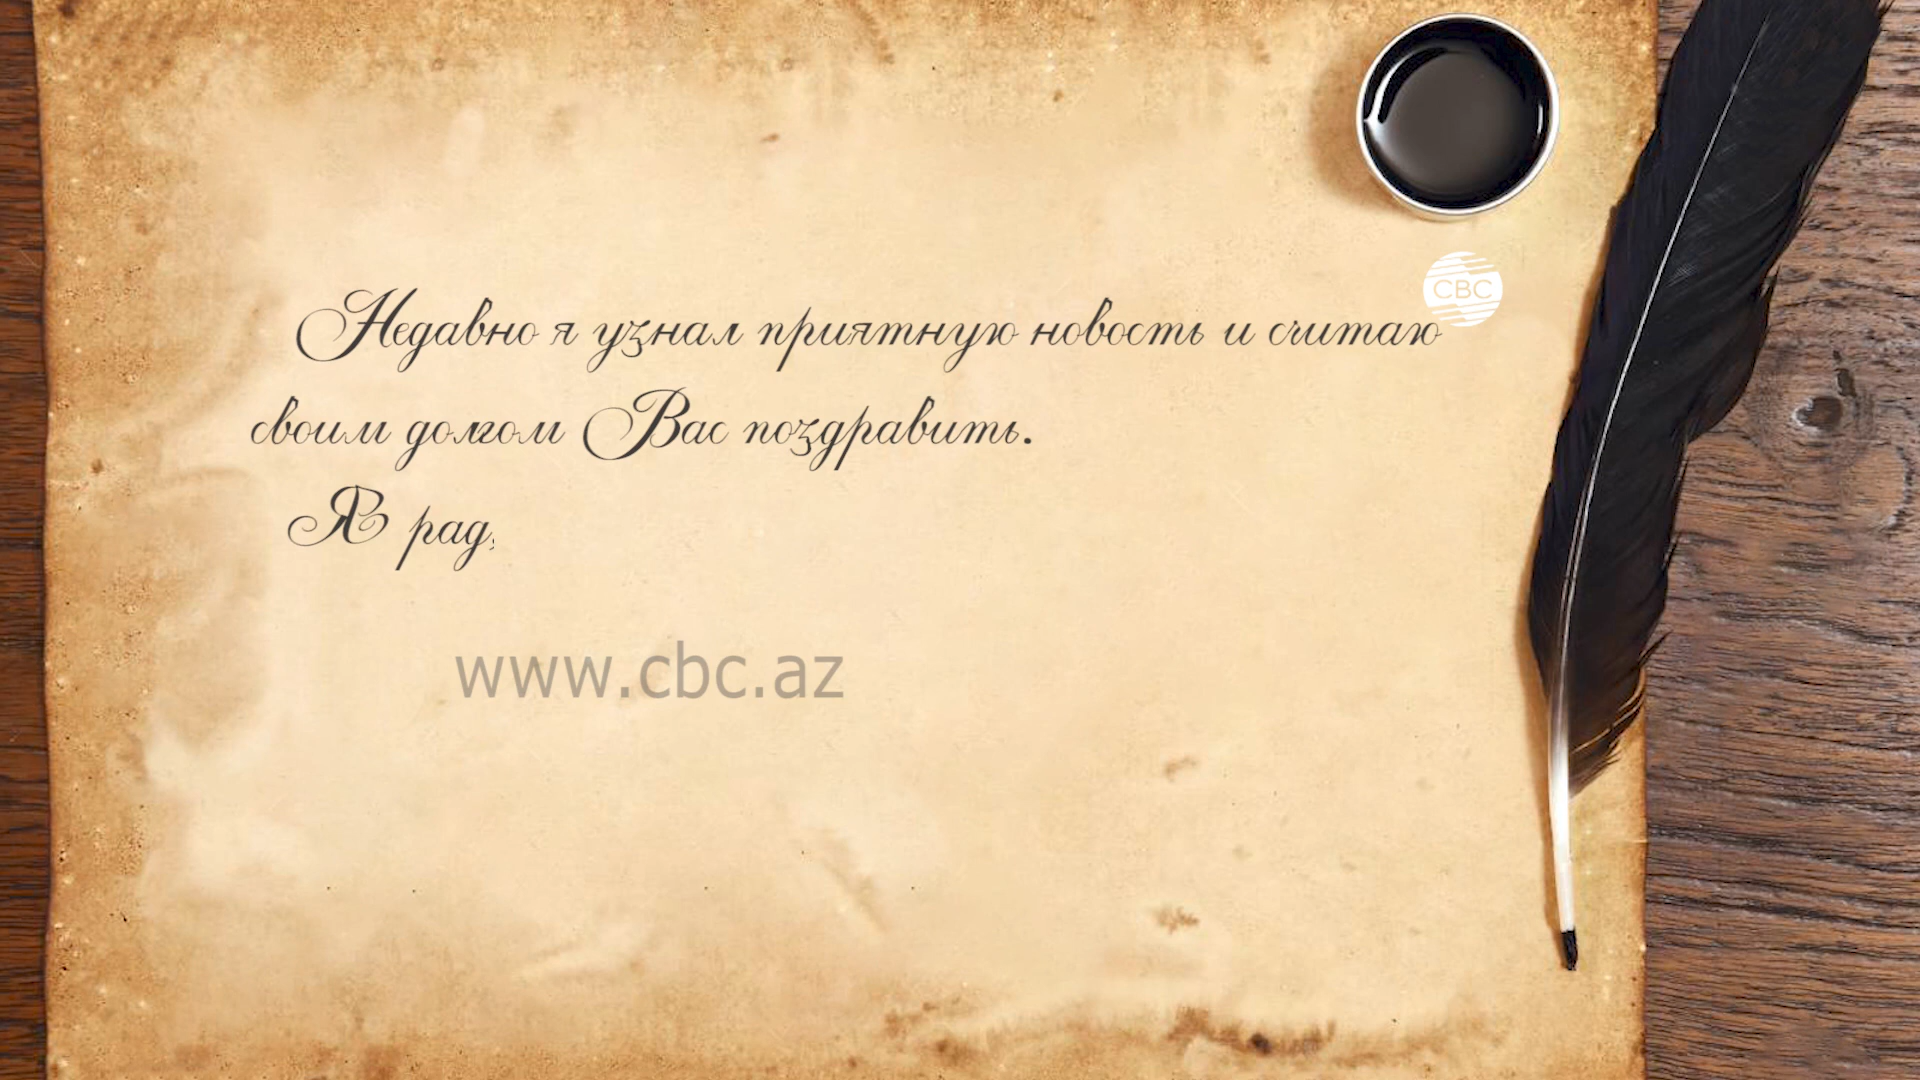 CBC
Недавно я узнал приятную новость и считаю
своим долгом Вас поздравить.
Я рад,
www.cbc.az